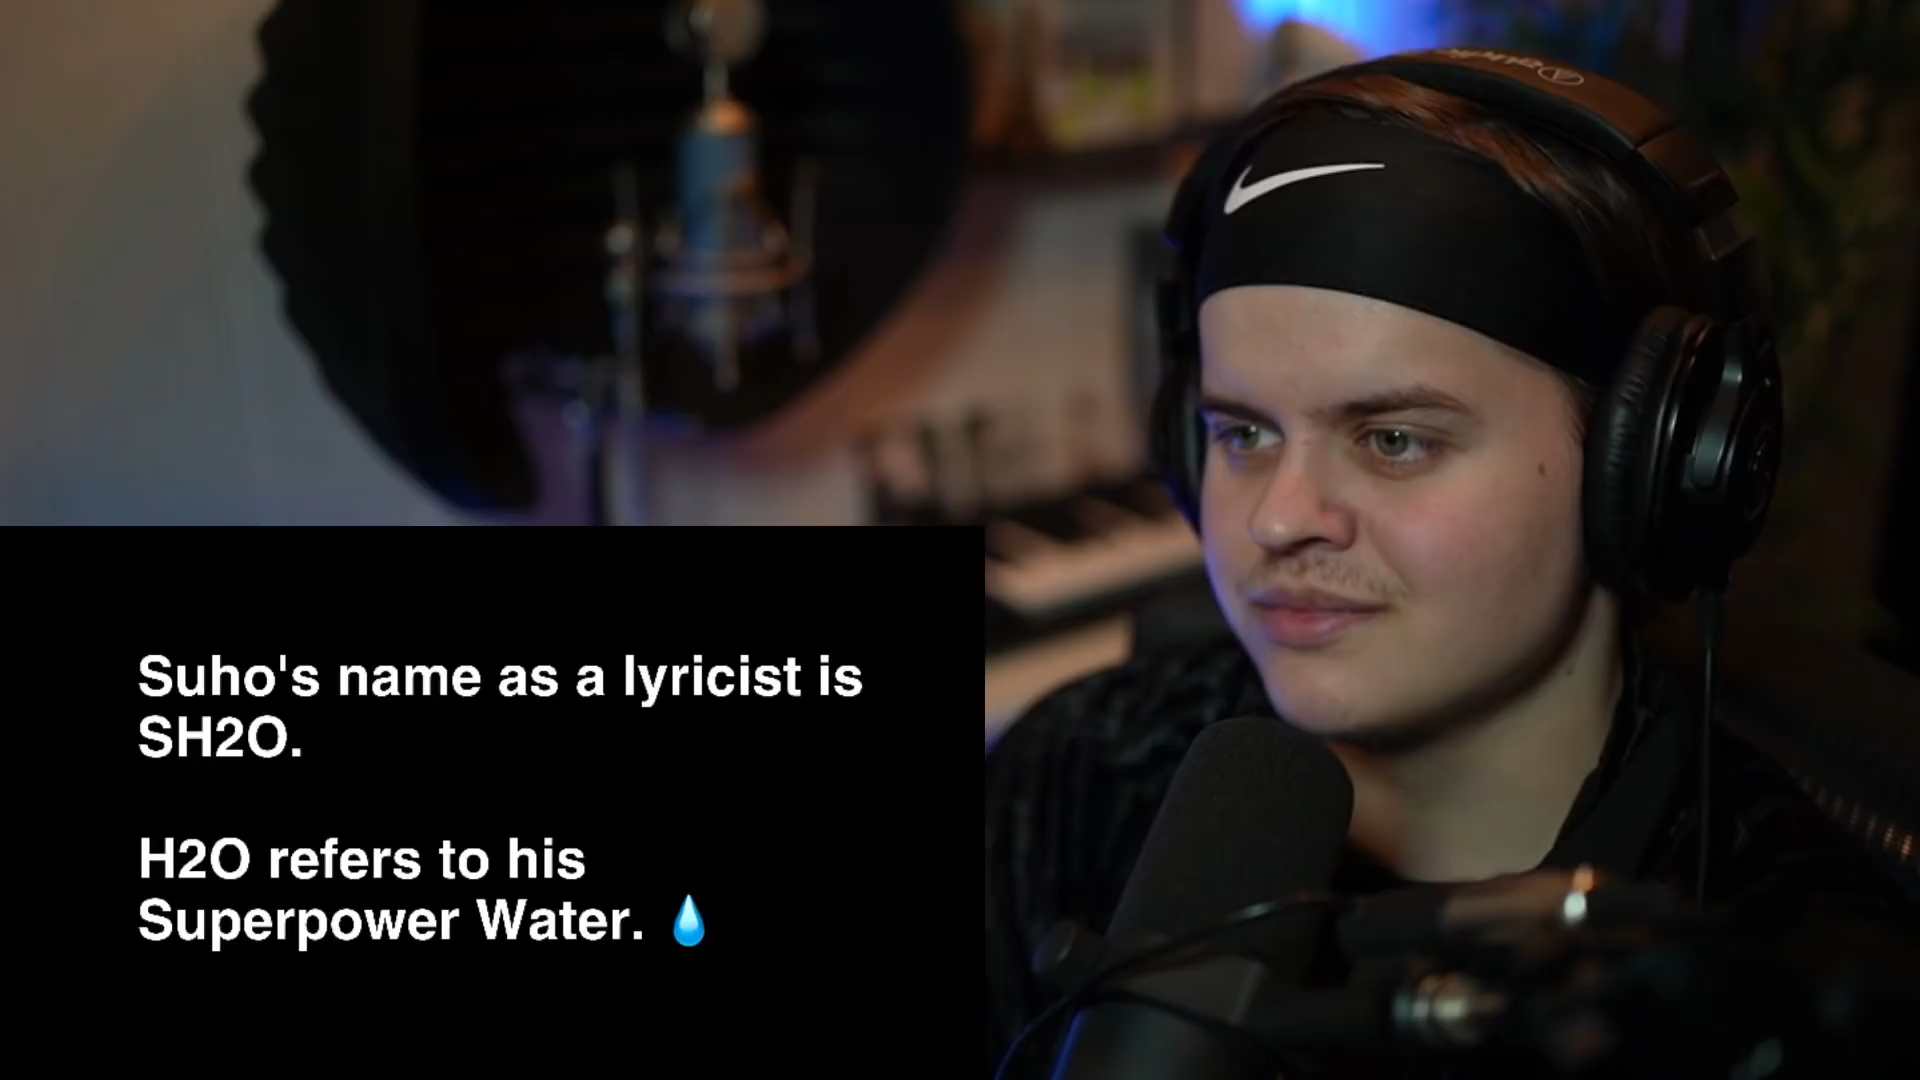 Suho's name as a lyricist is
SH2O.
H2O refers to his
Superpower Water. 💧